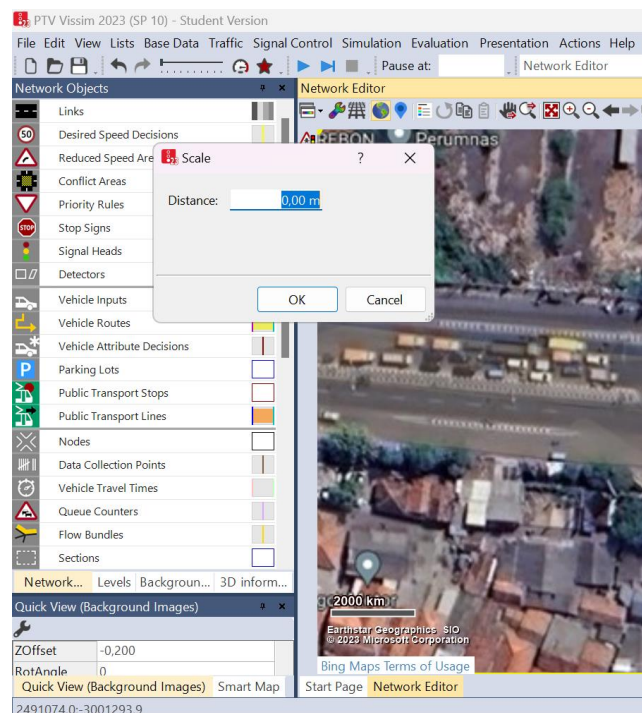 PTV Vissim 2023 (SP 10) - Student Version
File Edit View Lists Base Data Traffic Signal Control Simulation Evaluation Presentation Actions Help
Pause at:
Network Editor
Network Objects
Network Editor
Links
50
Desired Speed Decisions
Perumnas
Reduced Speed Are
Scale
?
Conflict Areas
Priority Rules
Distance:
0,00 m
STOP
Stop Signs
Signal Heads
Detectors
Vehicle Inputs
OK
Cancel
Vehicle Routes
Vehicle Attribute Decisions
P
Parking Lots
Public Transport Stops
Public Transport Lines
Nodes
Data Collection Points
Vehicle Travel Times
Queue Counters
Flow Bundles
Sections
Network... Levels Backgroun... 3D inform...
2000 km
Quick View (Background Images)
Earthstar Geographics SIO
© 2023 Microsoft Corporation
ZOffset -0,200
RotAngle 0
Bing Maps Terms of Usage
Quick View (Background Images) Smart Map
Start Page Network Editor
2491074.0:-3001293.9